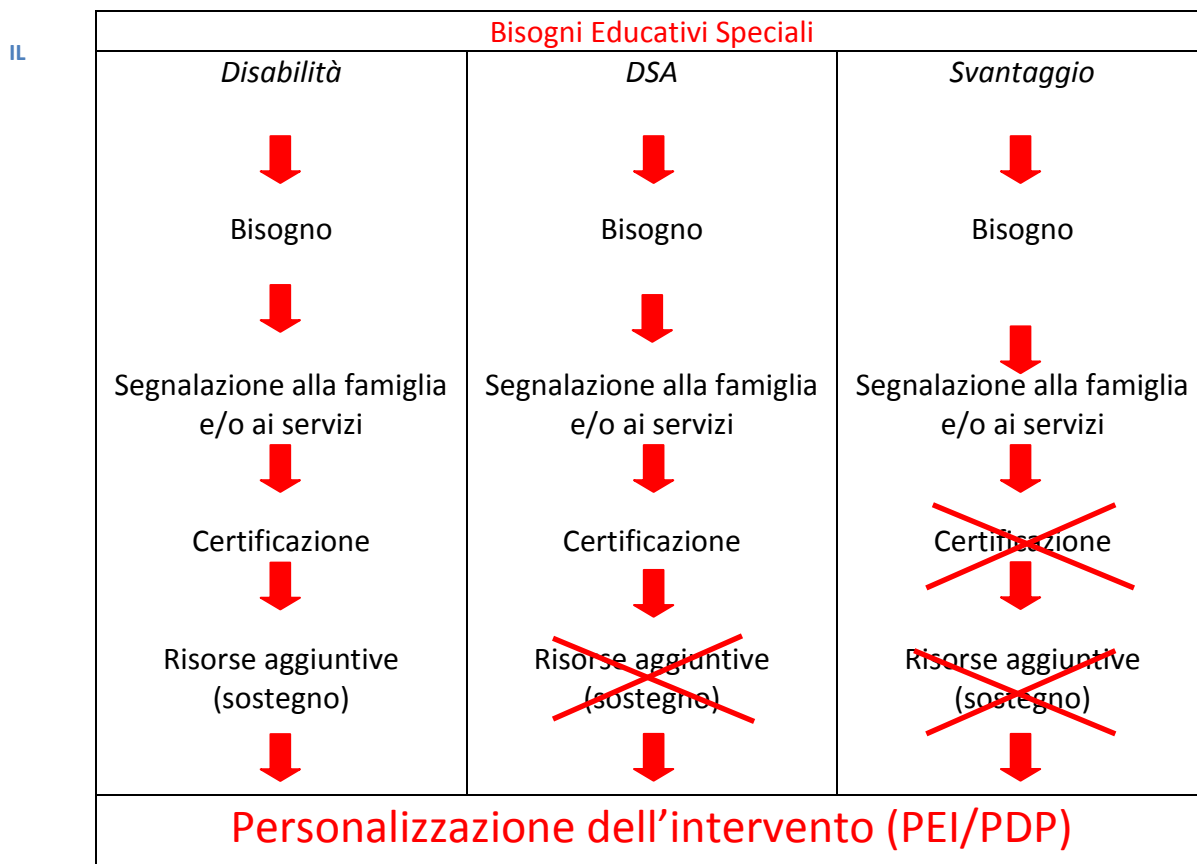 IL
Bisogni Educativi Speciali
Disabilità
Bisogno
Segnalazione alla famiglia
e/o ai servizi
Certificazione
Risorse aggiuntive
(sostegno)
DSA
Bisogno
Segnalazione alla famiglia
e/o ai servizi
Certificazione
Risorse aggiuntive
(sostegno)
Svantaggio
Bisogno
Segnalazione alla famiglia
e/o ai servizi
Certificazione
Risorse aggiuntive
(sostegno)
Personalizzazione dell’intervento (PEI/PDP)